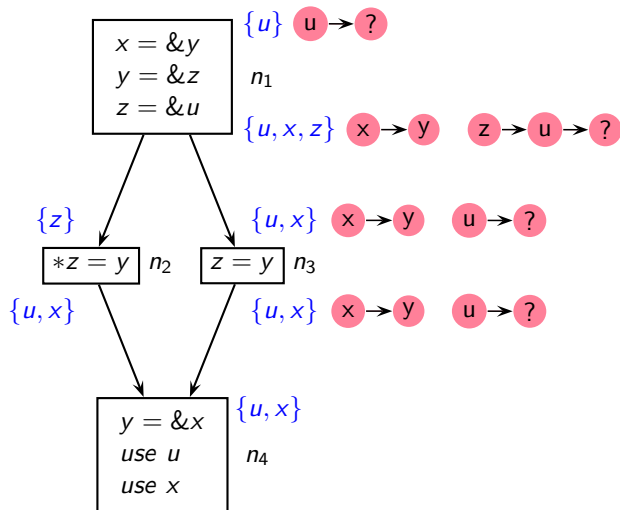 {u} u ?
x = &y
y = &z
z = &u
n1
{u, x, z} x y z u ?
{z} {u, x} x y u ?
*z = y n2 z = y n3
{u, x} {u, x} x y u ?
{u, x}
y = &x
use u
use x
n4